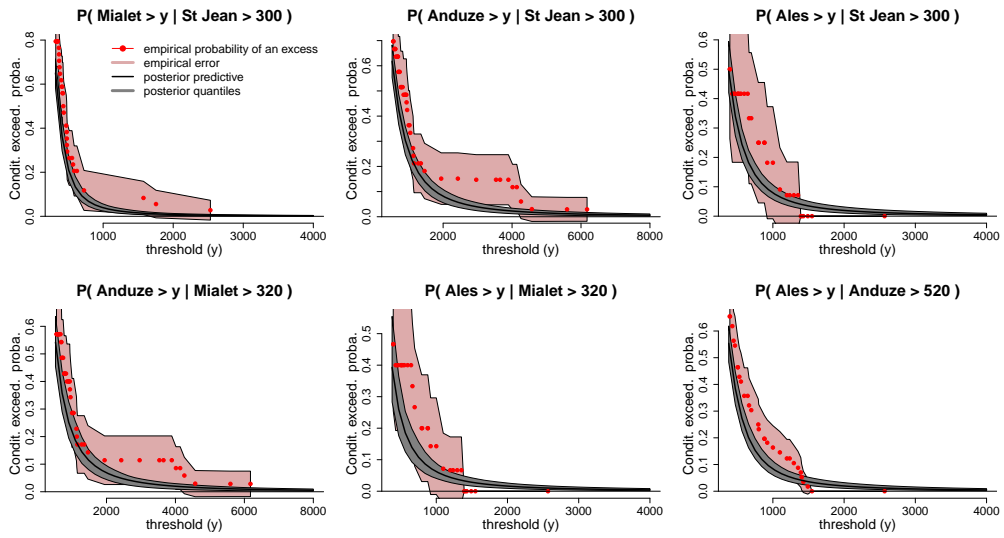 P( Mialet > y | St Jean > 300 )
Condit. exceed. proba.
0.0
0.2
0.4
0.6
0.8
empirical probability of an excess
empirical error
posterior predictive
posterior quantiles
1000
2000
3000
4000
threshold (y)
P( Anduze > y | St Jean > 300 )
Condit. exceed. proba.
0.0
0.2
0.4
0.6
0.8
2000
4000
6000
8000
threshold (y)
P( Ales > y | St Jean > 300 )
Condit. exceed. proba.
0.0
0.1
0.2
0.3
0.4
0.5
0.6
1000
2000
3000
4000
threshold (y)
P( Anduze > y | Mialet > 320 )
Condit. exceed. proba.
0.0
0.1
0.2
0.3
0.4
0.5
0.6
2000
4000
6000
8000
threshold (y)
P( Ales > y | Mialet > 320 )
Condit. exceed. proba.
0.0
0.1
0.2
0.3
0.4
0.5
1000
2000
3000
4000
threshold (y)
P( Ales > y | Anduze > 520 )
Condit. exceed. proba.
0.0
0.1
0.2
0.3
0.4
0.5
0.6
1000
2000
3000
4000
threshold (y)